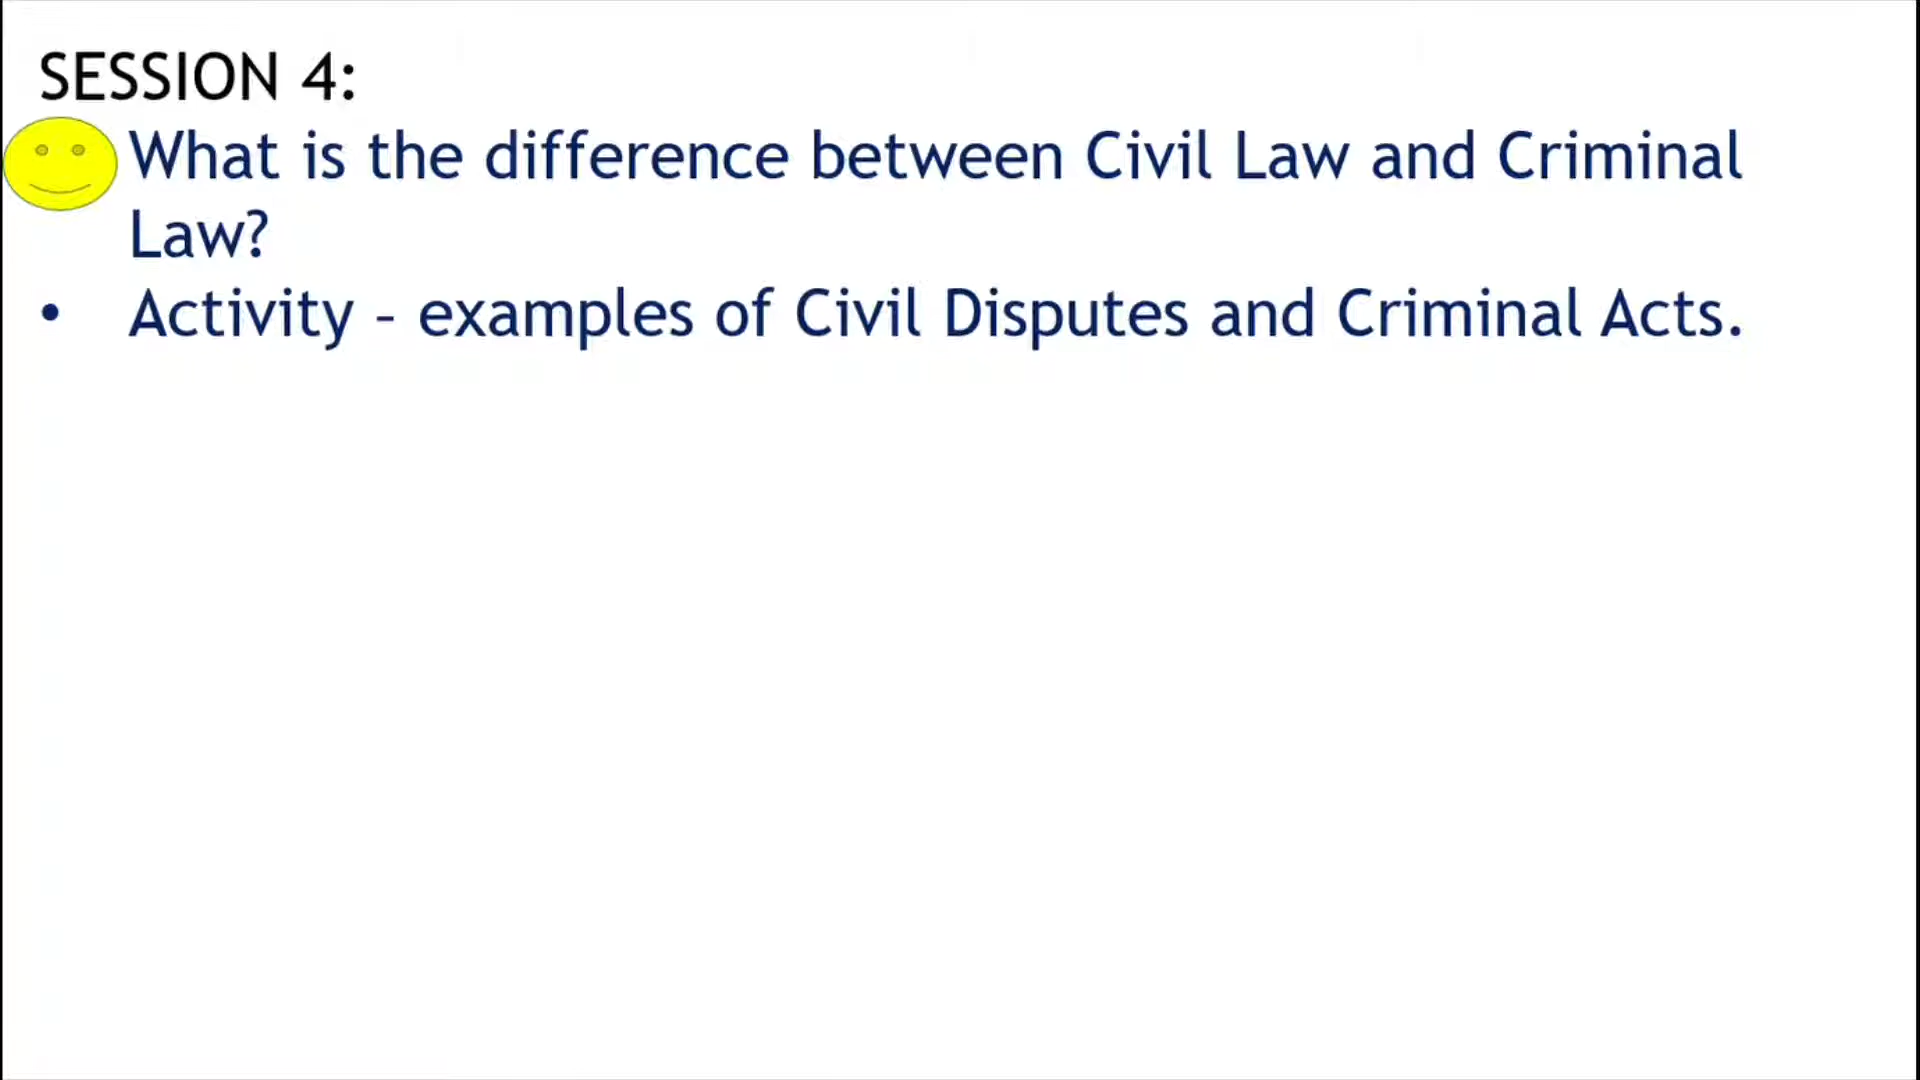 SESSION 4:
What is the difference between Civil Law and Criminal
Law?
• Activity – examples of Civil Disputes and Criminal Acts.